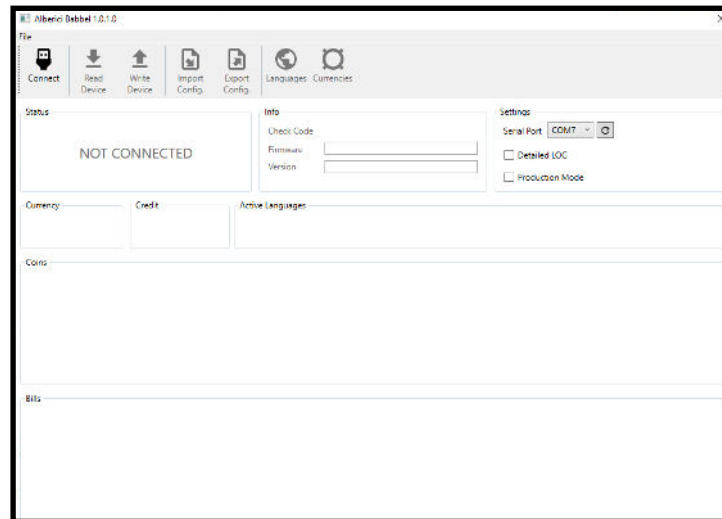 Alberici Babbel 1.0.1.0
File
Connect
Read Device
Write Device
Import Config.
Export Config.
Languages
Currencies
Status
NOT CONNECTED
Info
Check Code
Firmware
Version
Settings
Serial Port COM7
Detailed LOC
Production Mode
Currency
Credit
Active Languages
Coins
Bills